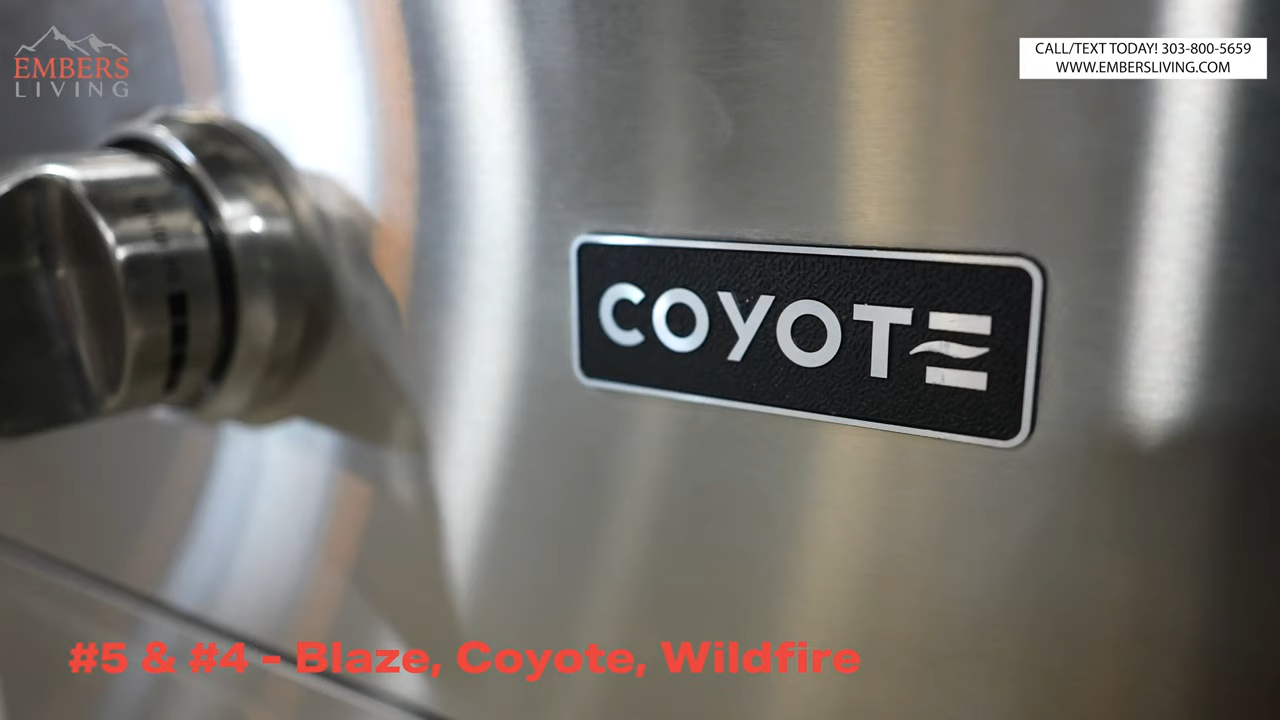 EMBERS
LIVING
CALL/TEXT TODAY! 303-800-5659
WWW.EMBERSLIVING.COM
COYOTE
#5 & #4 - Blaze, Coyote, Wildfire